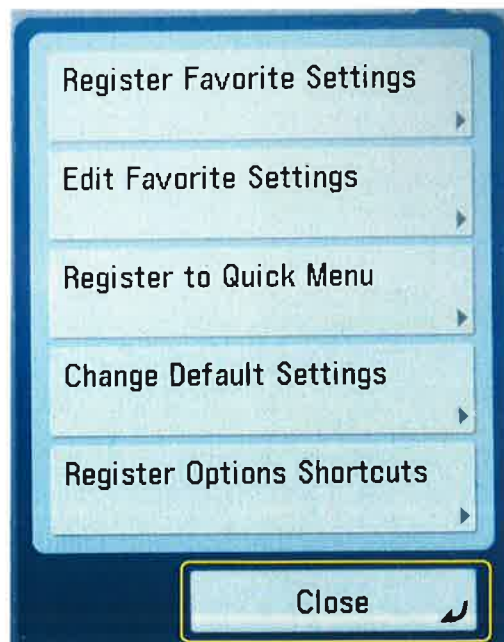 Register Favorite Settings
Edit Favorite Settings
Register to Quick Menu
Change Default Settings
Register Options Shortcuts
Close